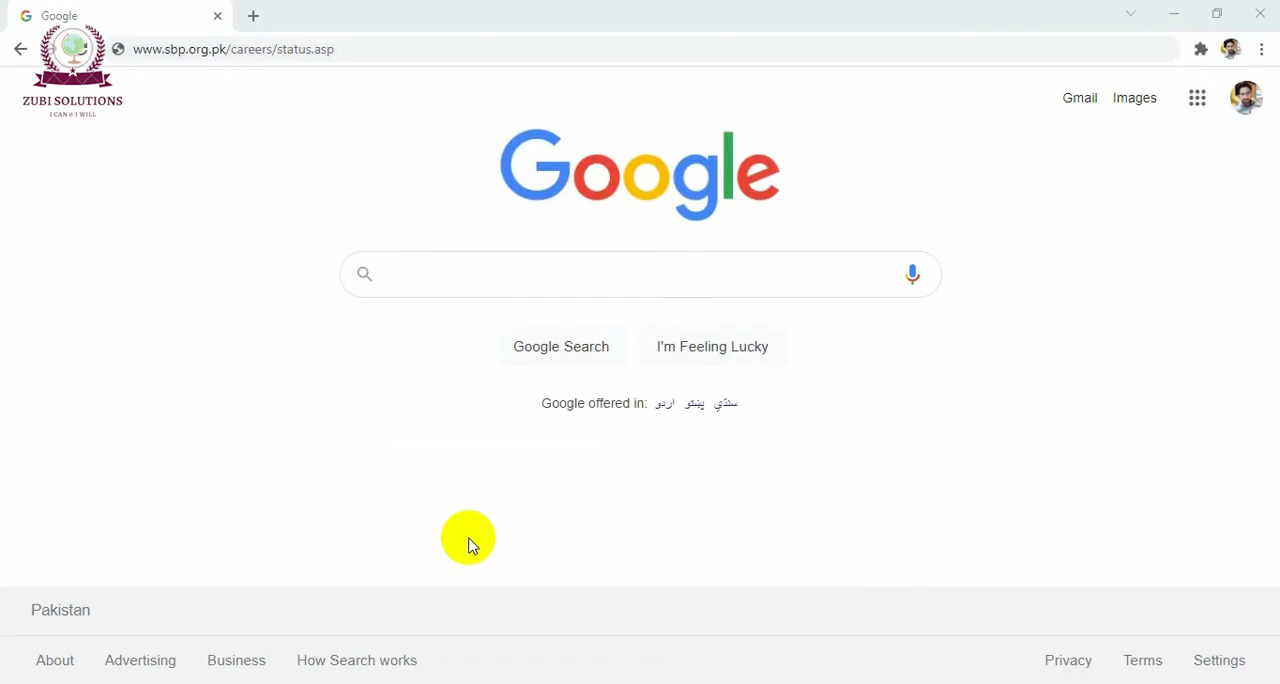 Google
www.sbp.org.pk/careers/status.asp
ZUBI SOLUTIONS
I CAN & I WILL
Gmail Images
Google
Google Search I'm Feeling Lucky
Google offered in: اردو پښتو سنڌي
Pakistan
About Advertising Business How Search works Privacy Terms Settings